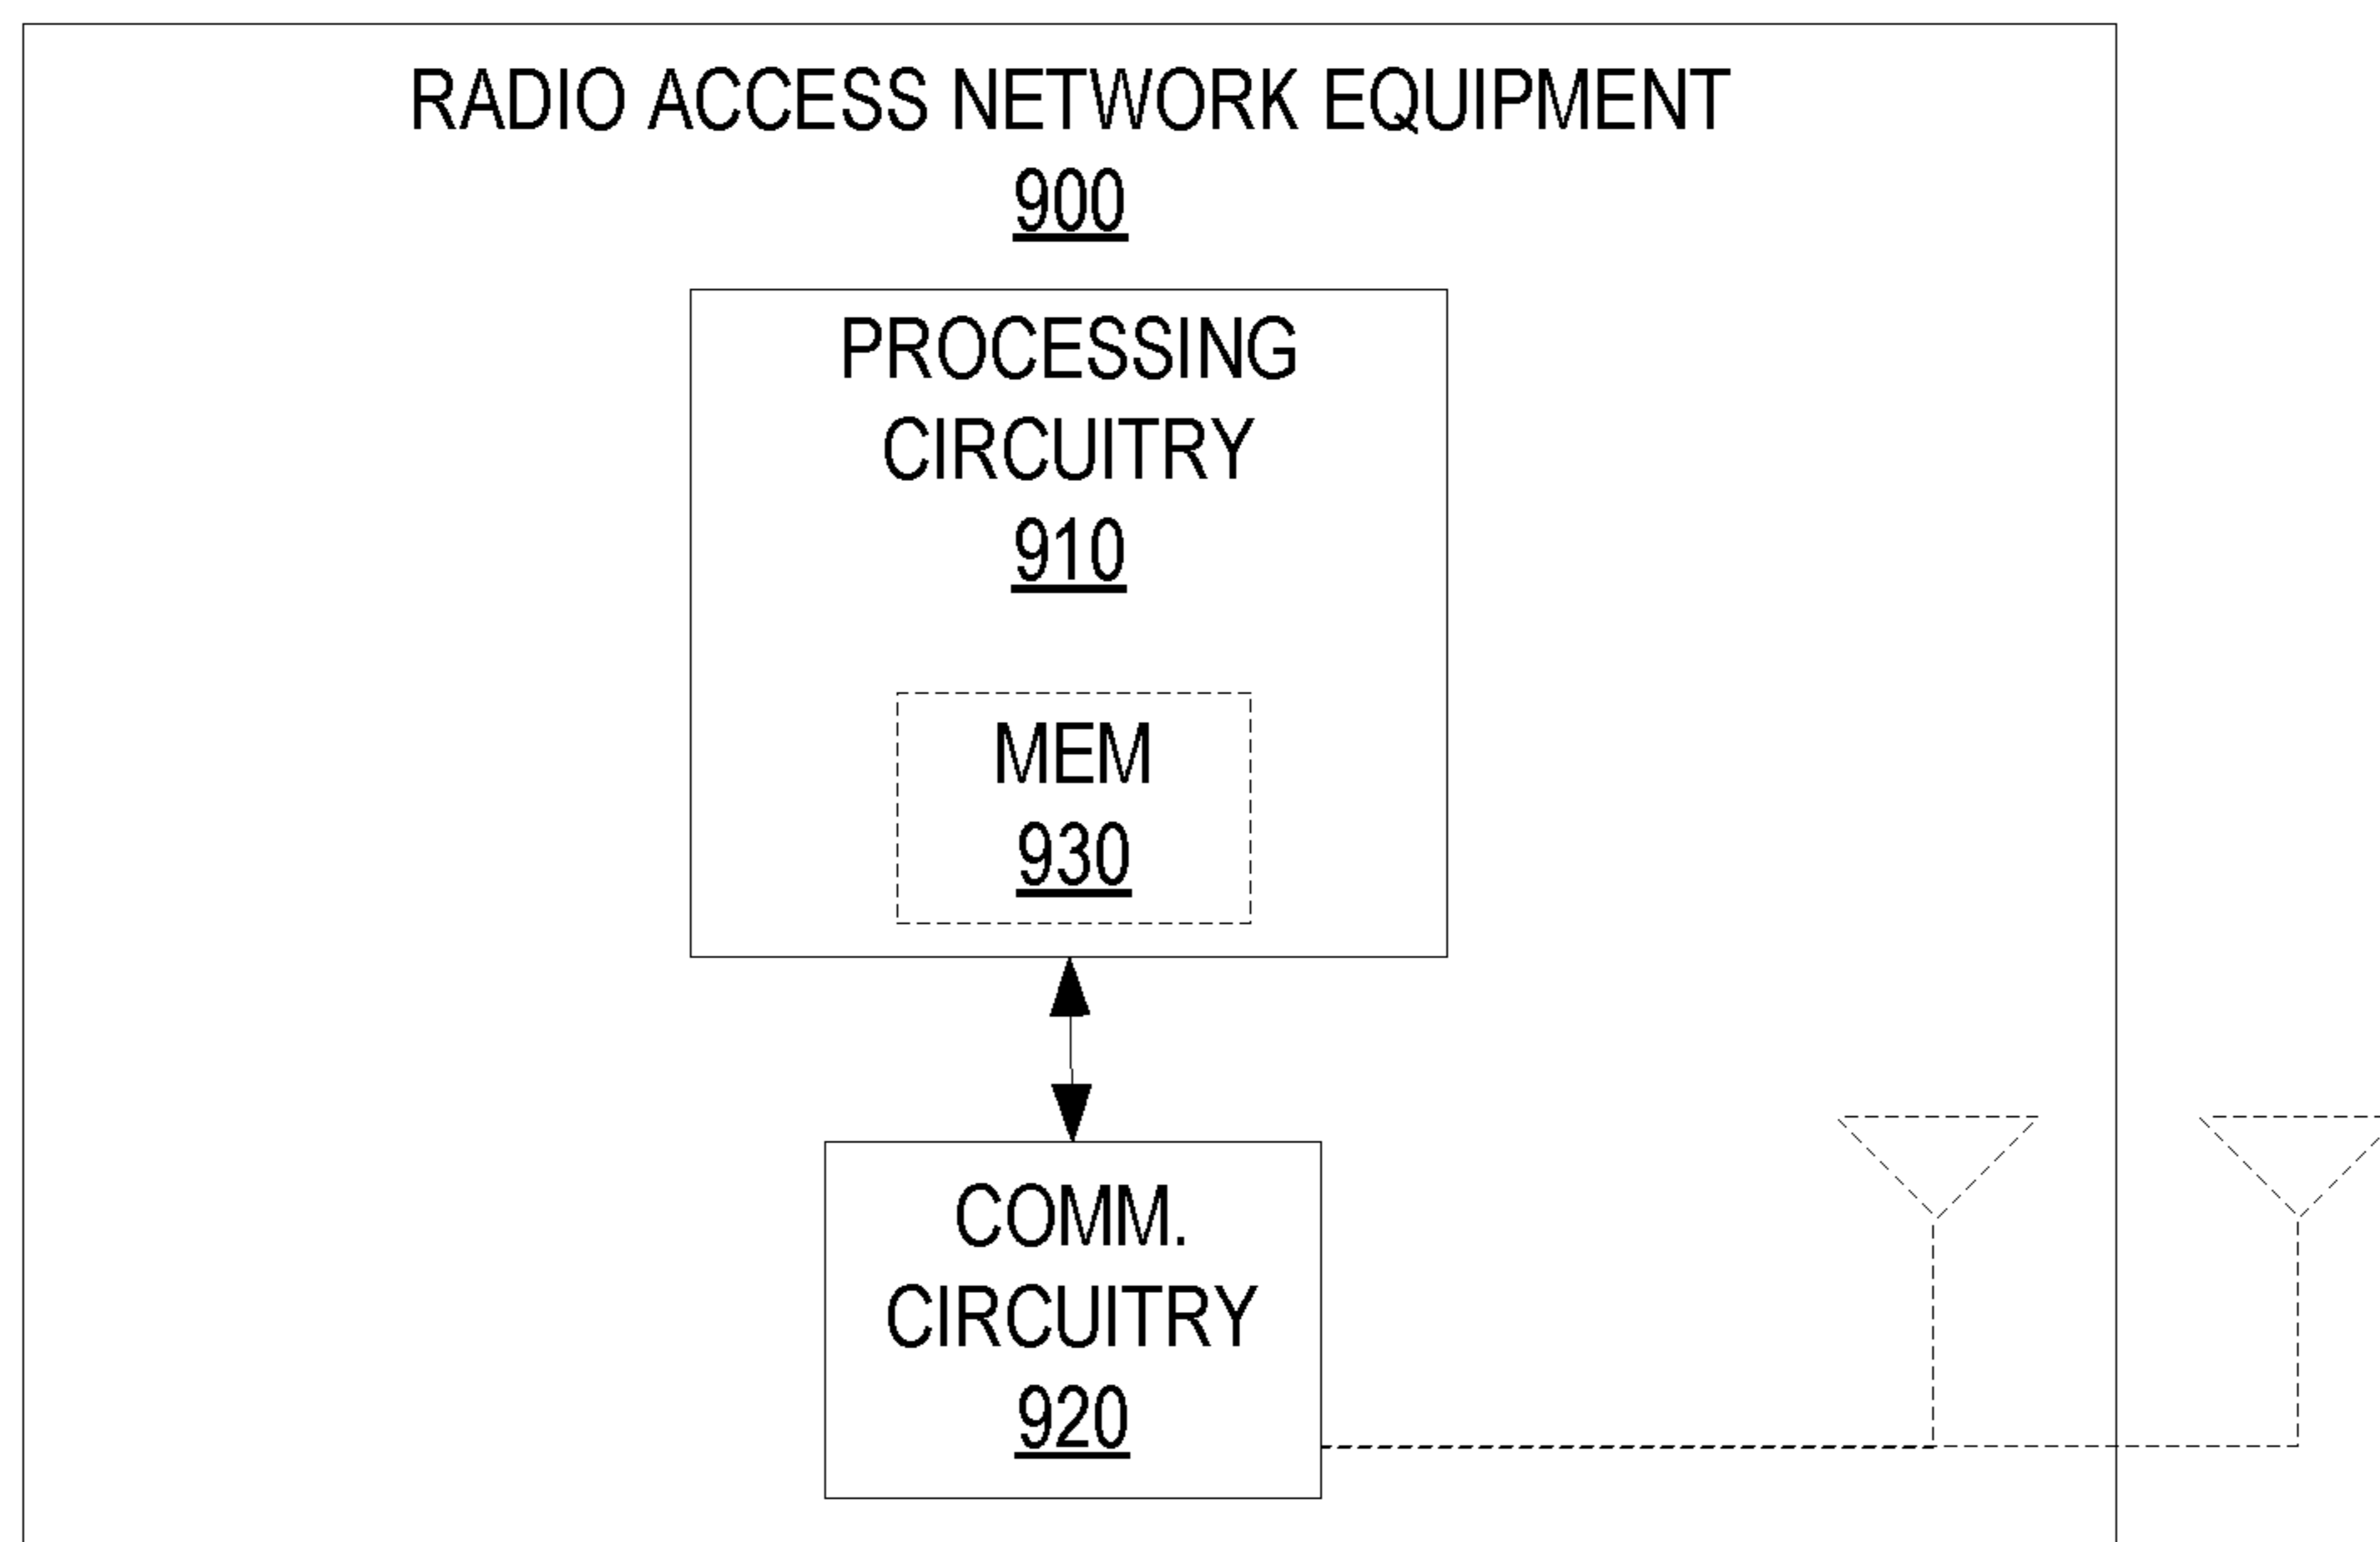 RADIO ACCESS NETWORK EQUIPMENT
900
PROCESSING
CIRCUITRY
910
MEM
930
COMM.
CIRCUITRY
920